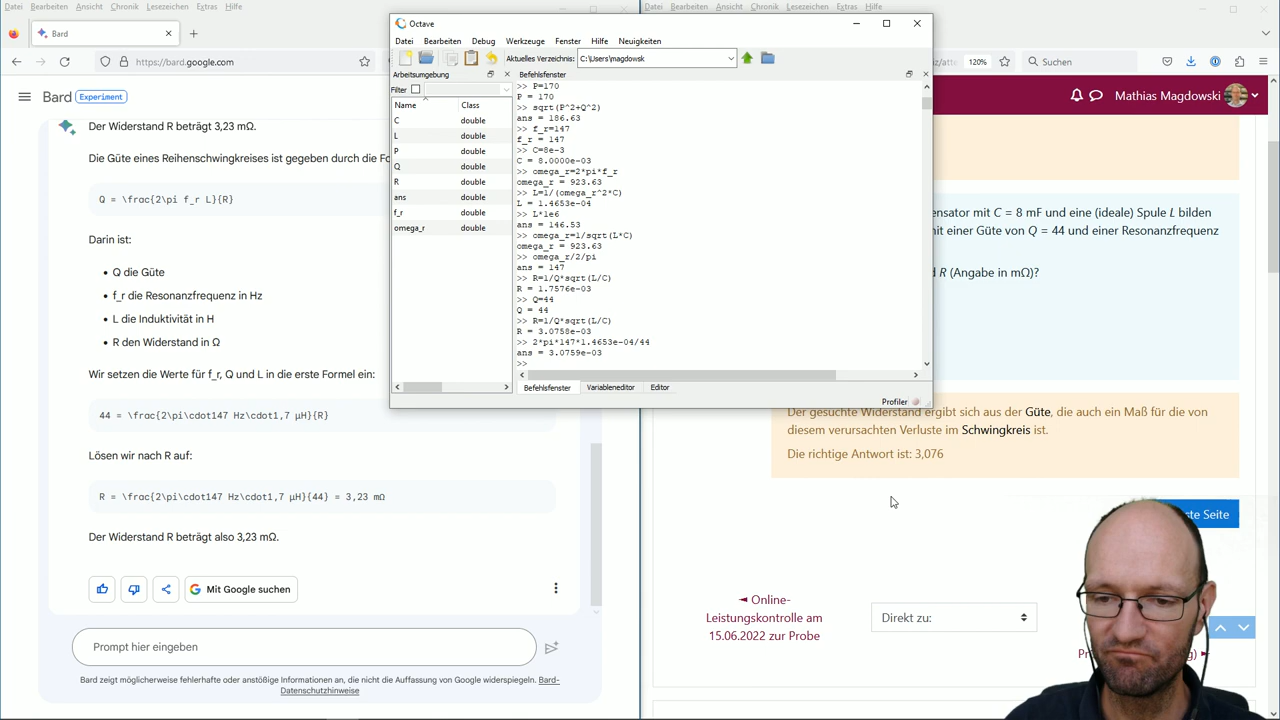 Datei Bearbeiten Ansicht Chronik Lesezeichen Extras Hilfe
Bard
https://bard.google.com
Bard Experiment
Der Widerstand R beträgt 3,23 mΩ.
Die Güte eines Reihenschwingkreises ist gegeben durch die Fo
Q = \frac{2\pi f_r L}{R}
Darin ist:
• Q die Güte
• f_r die Resonanzfrequenz in Hz
• L die Induktivität in H
• R den Widerstand in Ω
Wir setzen die Werte für f_r, Q und L in die erste Formel ein:
44 = \frac{2\pi\cdot147 Hz\cdot1,7 µH}{R}
Lösen wir nach R auf:
R = \frac{2\pi\cdot147 Hz\cdot1,7 µH}{44} = 3,23 mΩ
Der Widerstand R beträgt also 3,23 mΩ.
Mit Google suchen
Prompt hier eingeben
Bard zeigt möglicherweise fehlerhafte oder anstößige Informationen an, die nicht die Auffassung von Google widerspiegeln. Bard-
Datenschutzhinweise
Octave
Datei Bearbeiten Debug Werkzeuge Fenster Hilfe Neuigkeiten
Aktuelles Verzeichnis: C:\Users\magdowsk
Arbeitsumgebung
Filter
Name Class
C double
L double
P double
Q double
R double
ans double
f_r double
omega_r double
Befehlsfenster
>> P=170
P = 170
>> sqrt(P^2+Q^2)
ans = 186.63
>> f_r=147
f_r = 147
>> C=8e-3
C = 8.0000e-03
>> omega_r=2*pi*f_r
omega_r = 923.63
>> L=1/(omega_r^2*C)
L = 1.4653e-04
>> L*1e6
ans = 146.53
>> omega_r=1/sqrt(L*C)
omega_r = 923.63
>> omega_r/2/pi
ans = 147
>> R=1/Q*sqrt(L/C)
R = 1.7576e-03
>> Q=44
Q = 44
>> R=1/Q*sqrt(L/C)
R = 3.0758e-03
>> 2*pi*147*1.4653e-04/44
ans = 3.0759e-03
>>
Befehlsfenster Variableneditor Editor
Profiler
Datei Bearbeiten Ansicht Chronik Lesezeichen Extras Hilfe
120%
Suchen
Mathias Magdowski
ensator mit C = 8 mF und eine (ideale) Spule L bilden
nit einer Güte von Q = 44 und einer Resonanzfrequenz
d R (Angabe in mΩ)?
Der gesuchte Widerstand ergibt sich aus der Güte, die auch ein Maß für die von
diesem verursachten Verluste im Schwingkreis ist.
Die richtige Antwort ist: 3,076
ste Seite
◄ Online-
Leistungskontrolle am
15.06.2022 zur Probe
Direkt zu: